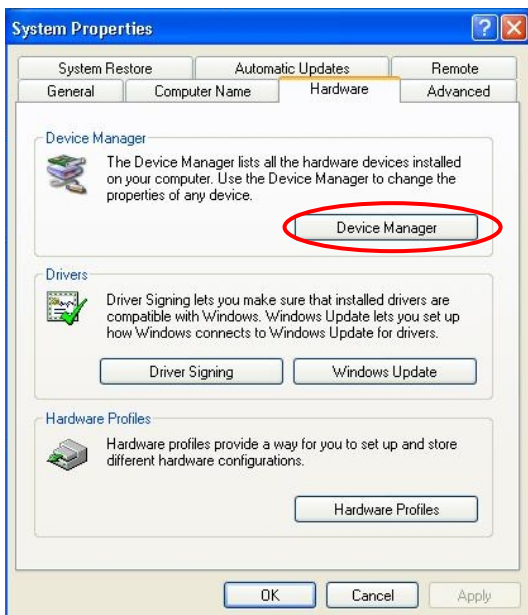 System Properties
System Restore Automatic Updates Remote
General Computer Name Hardware Advanced
Device Manager
The Device Manager lists all the hardware devices installed
on your computer. Use the Device Manager to change the
properties of any device.
Device Manager
Drivers
Driver Signing lets you make sure that installed drivers are
compatible with Windows. Windows Update lets you set up
how Windows connects to Windows Update for drivers.
Driver Signing Windows Update
Hardware Profiles
Hardware profiles provide a way for you to set up and store
different hardware configurations.
Hardware Profiles
OK Cancel Apply